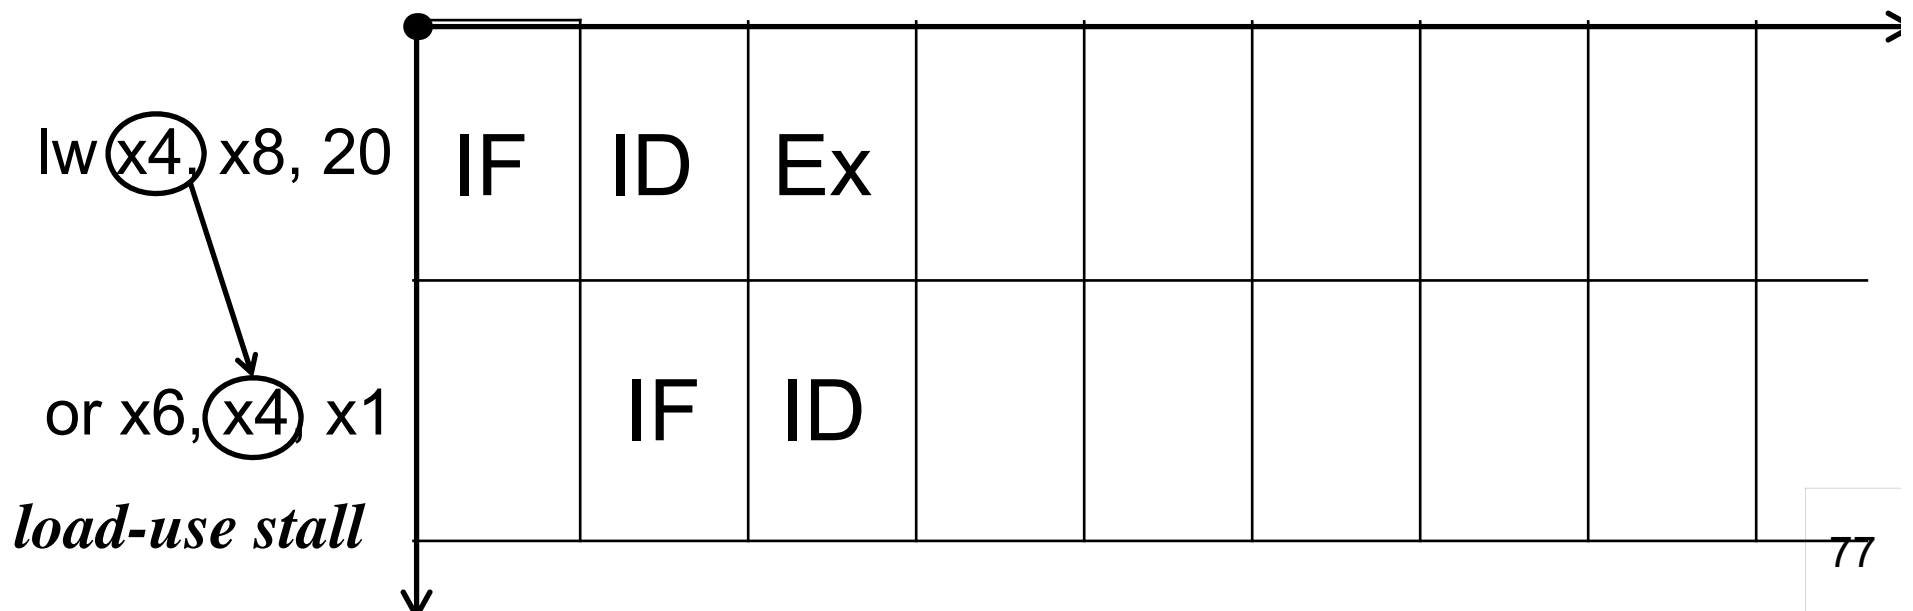 lw x4, x8, 20 IF ID Ex
or x6, x4, x1 IF ID
load-use stall
77